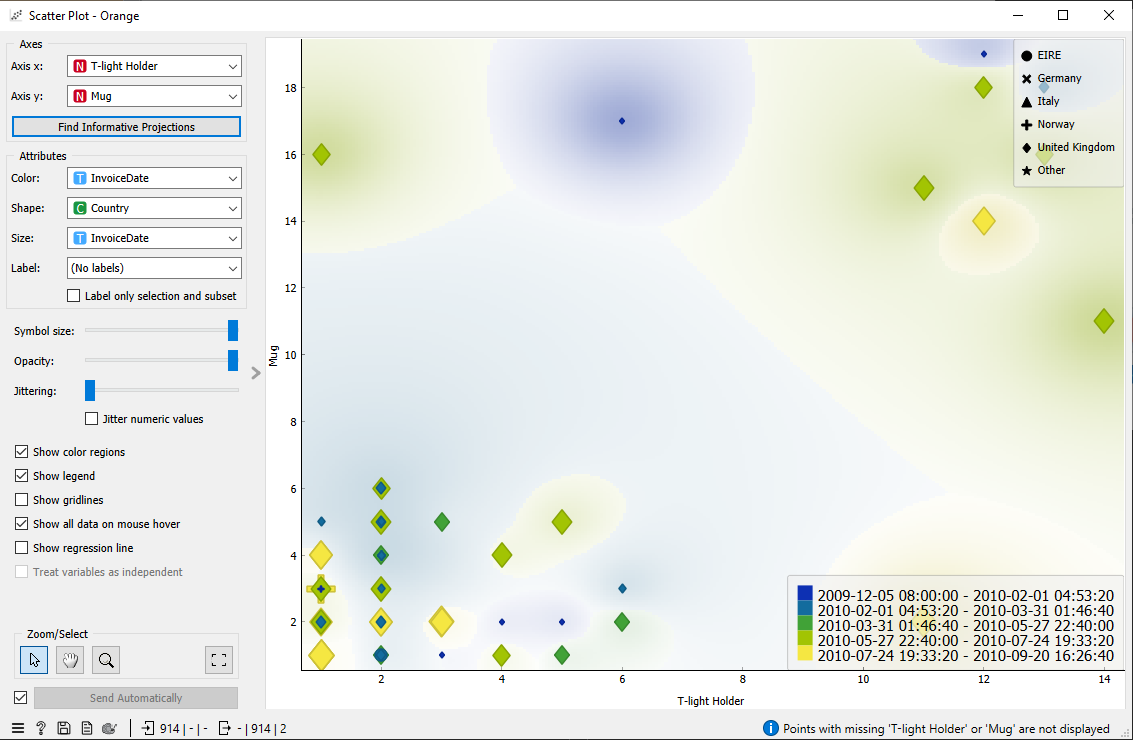 Scatter Plot - Orange
Axes
Axis x: N T-light Holder
Axis y: N Mug
Find Informative Projections
Attributes
Color: T InvoiceDate
Shape: C Country
Size: T InvoiceDate
Label: (No labels)
Label only selection and subset
Symbol size:
Opacity:
Jittering:
Jitter numeric values
Show color regions
Show legend
Show gridlines
Show all data on mouse hover
Show regression line
Treat variables as independent
Zoom/Select
Send Automatically
Mug
18
16
14
12
10
8
6
4
2
2 4 6 8 10 12 14
T-light Holder
EIRE
Germany
Italy
Norway
United Kingdom
Other
2009-12-05 08:00:00 - 2010-02-01 04:53:20
2010-02-01 04:53:20 - 2010-03-31 01:46:40
2010-03-31 01:46:40 - 2010-05-27 22:40:00
2010-05-27 22:40:00 - 2010-07-24 19:33:20
2010-07-24 19:33:20 - 2010-09-20 16:26:40
? 914 | - | - - | 914 | 2
Points with missing 'T-light Holder' or 'Mug' are not displayed